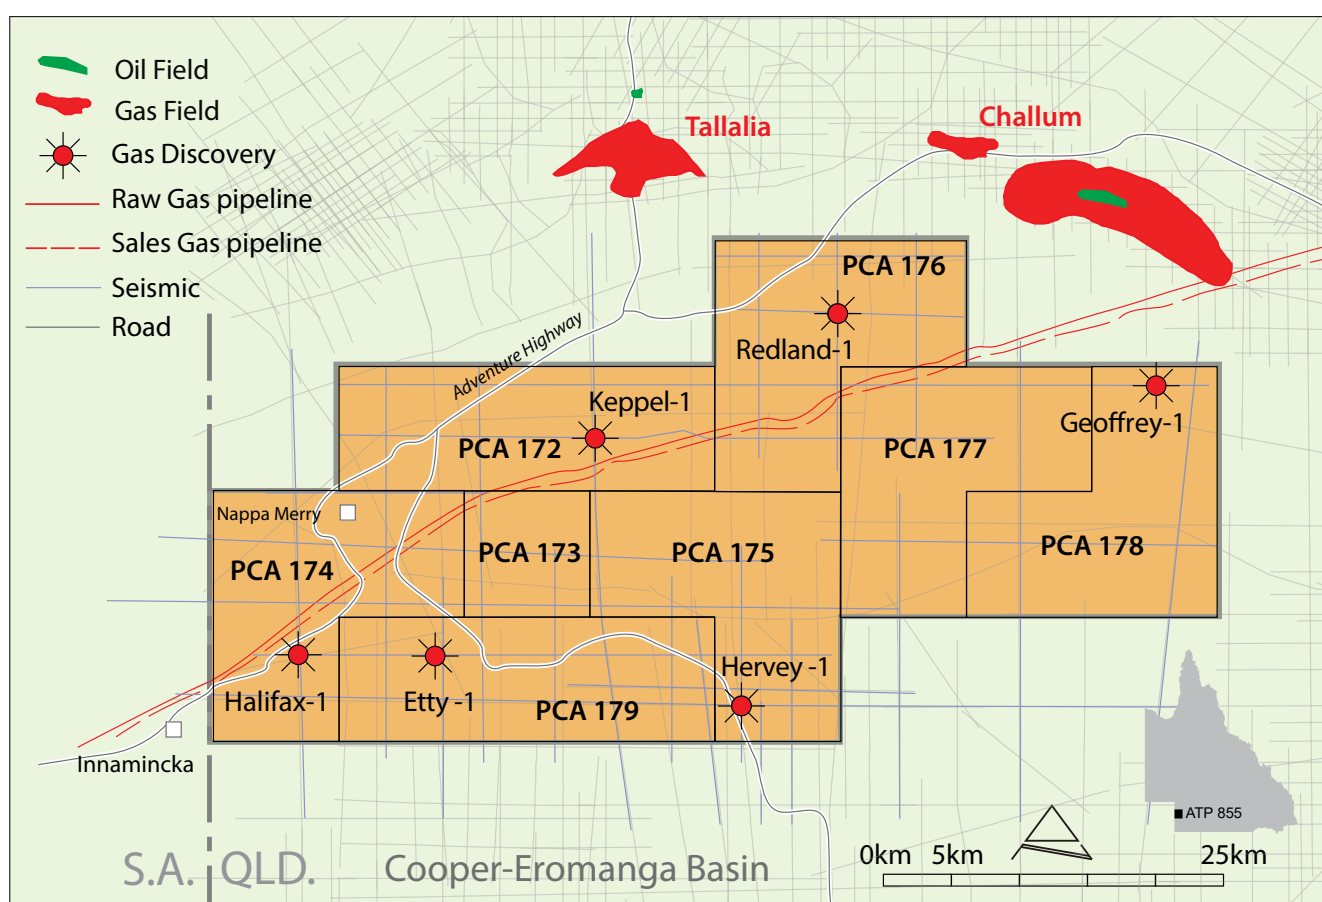 Oil Field
Gas Field
Gas Discovery
Raw Gas pipeline
Sales Gas pipeline
Seismic
Road
Tallalia
Challum
PCA 176
Redland-1
Adventure Highway
Keppel-1
Geoffrey-1
PCA 172
PCA 177
Nappa Merry
PCA 173
PCA 175
PCA 178
PCA 174
Hervey -1
Halifax-1
Etty -1
PCA 179
Innamincka
ATP 855
S.A.
QLD.
Cooper-Eromanga Basin
0km
5km
25km